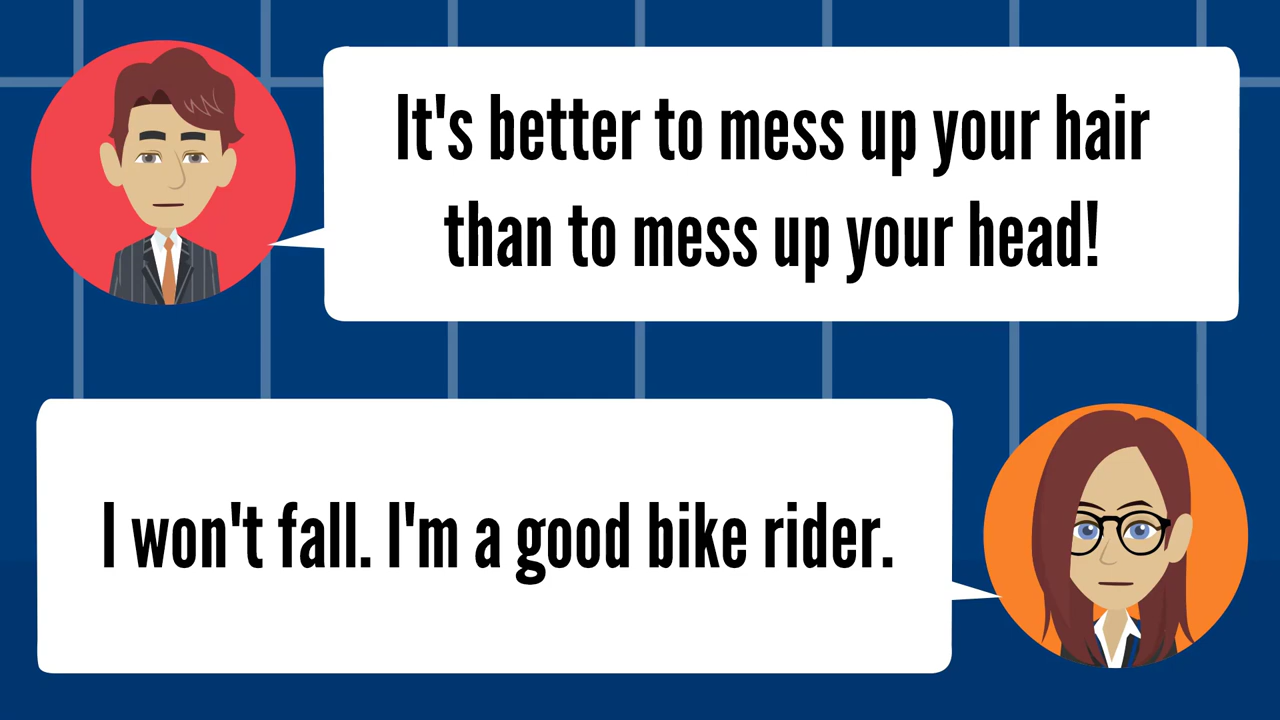 It's better to mess up your hair
than to mess up your head!
I won't fall. I'm a good bike rider.